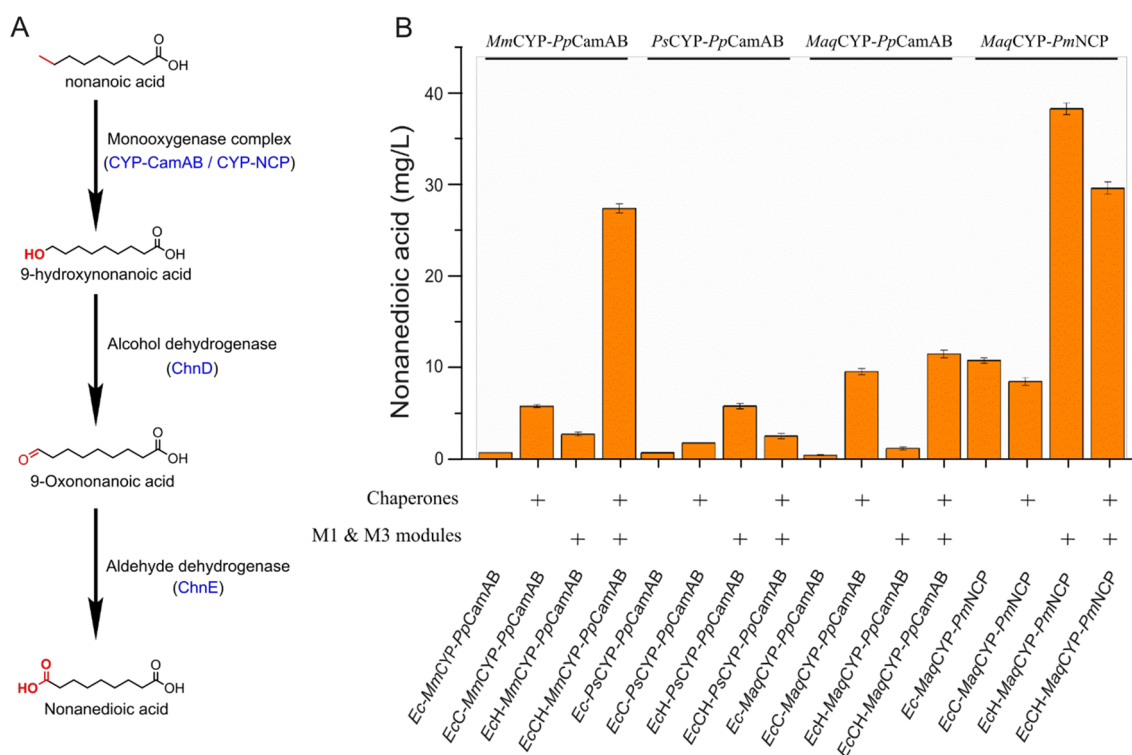 A
O
OH
nonanoic acid
Monooxygenase complex
(CYP-CamAB / CYP-NCP)
O
HO
OH
9-hydroxynonanoic acid
Alcohol dehydrogenase
(ChnD)
O
O
OH
9-Oxononanoic acid
Aldehyde dehydrogenase
(ChnE)
O
O
HO
OH
Nonanedioic acid
B
MmCYP-PpCamAB PsCYP-PpCamAB MaqCYP-PpCamAB MaqCYP-PmNCP
Nonanedioic acid (mg/L)
40
30
20
10
0
Chaperones + + + + + + + +
M1 & M3 modules + + + + + + + +
Ec-MmCYP-PpCamAB
EcC-MmCYP-PpCamAB
EcH-MmCYP-PpCamAB
EcCH-MmCYP-PpCamAB
Ec-PsCYP-PpCamAB
EcC-PsCYP-PpCamAB
EcH-PsCYP-PpCamAB
EcCH-PsCYP-PpCamAB
Ec-MaqCYP-PpCamAB
EcC-MaqCYP-PpCamAB
EcH-MaqCYP-PpCamAB
EcCH-MaqCYP-PpCamAB
Ec-MaqCYP-PmNCP
EcC-MaqCYP-PmNCP
EcH-MaqCYP-PmNCP
EcCH-MaqCYP-PmNCP